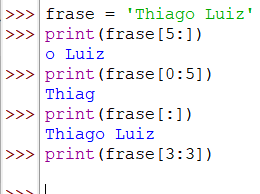 >>> frase = 'Thiago Luiz'
>>> print(frase[5:])
o Luiz
>>> print(frase[0:5])
Thiag
>>> print(frase[:])
Thiago Luiz
>>> print(frase[3:3])

>>>